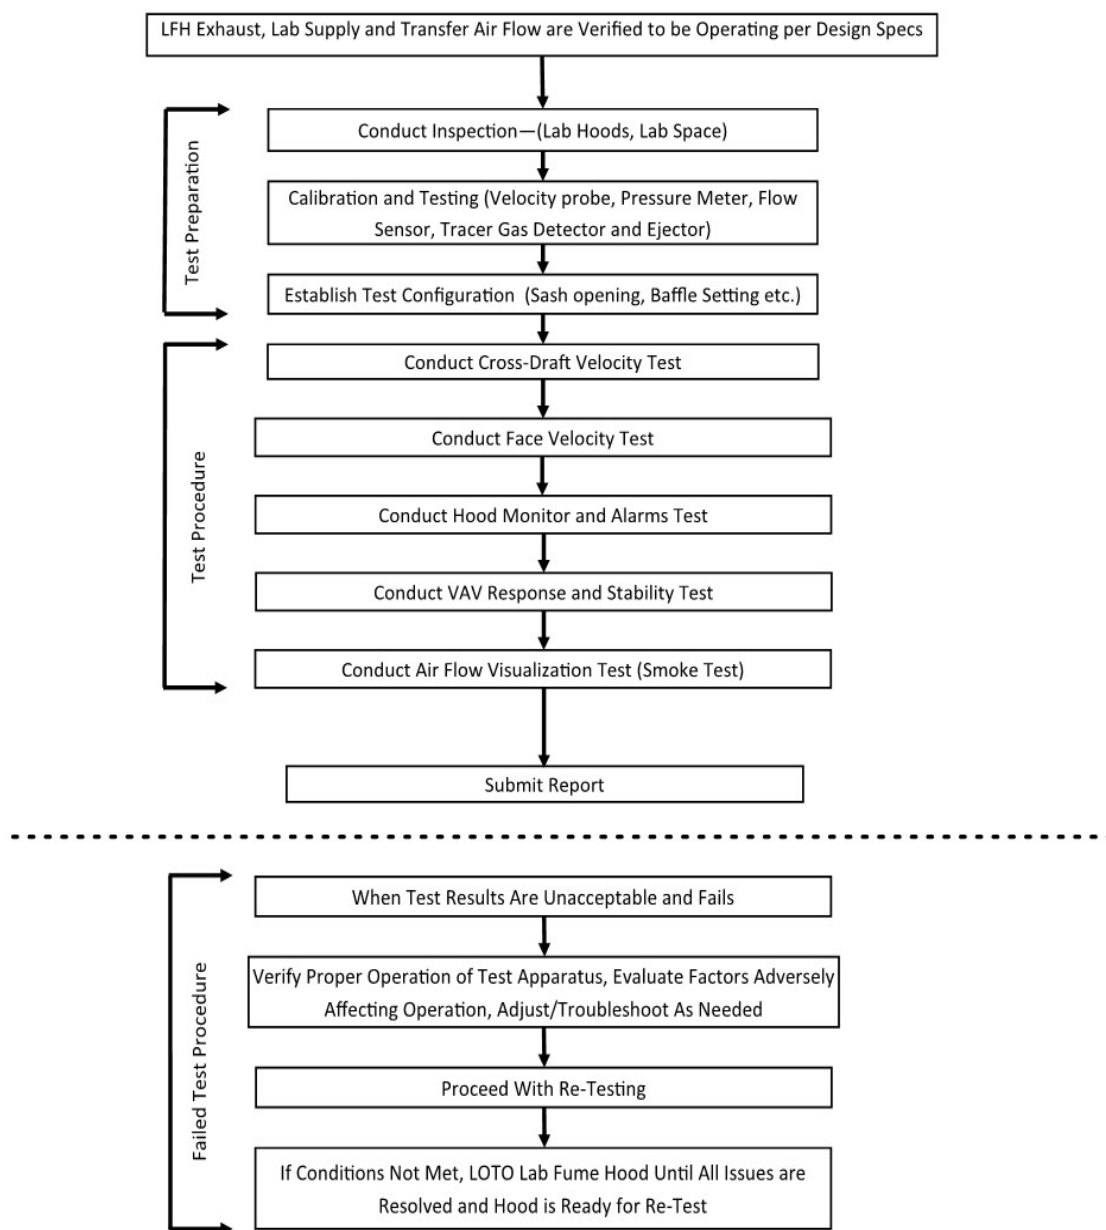 LFH Exhaust, Lab Supply and Transfer Air Flow are Verified to be Operating per Design Specs
Test Preparation
Conduct Inspection—(Lab Hoods, Lab Space)
Calibration and Testing (Velocity probe, Pressure Meter, Flow
Sensor, Tracer Gas Detector and Ejector)
Establish Test Configuration (Sash opening, Baffle Setting etc.)
Test Procedure
Conduct Cross-Draft Velocity Test
Conduct Face Velocity Test
Conduct Hood Monitor and Alarms Test
Conduct VAV Response and Stability Test
Conduct Air Flow Visualization Test (Smoke Test)
Submit Report
Failed Test Procedure
When Test Results Are Unacceptable and Fails
Verify Proper Operation of Test Apparatus, Evaluate Factors Adversely
Affecting Operation, Adjust/Troubleshoot As Needed
Proceed With Re-Testing
If Conditions Not Met, LOTO Lab Fume Hood Until All Issues are
Resolved and Hood is Ready for Re-Test